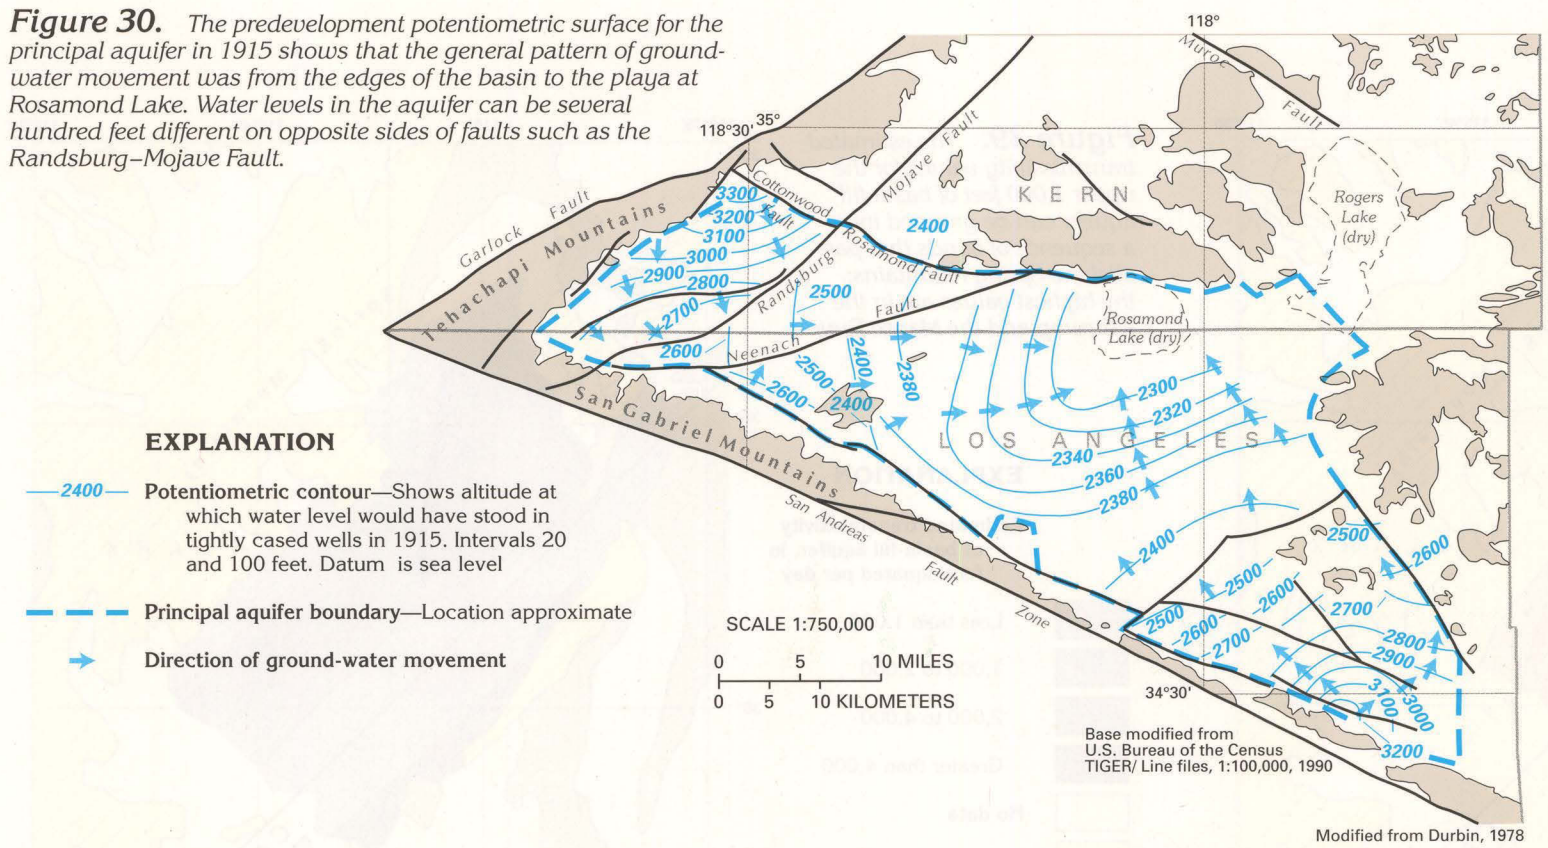 Figure 30. The predevelopment potentiometric surface for the
principal aquifer in 1915 shows that the general pattern of ground-
water movement was from the edges of the basin to the playa at
Rosamond Lake. Water levels in the aquifer can be several
hundred feet different on opposite sides of faults such as the
Randsburg–Mojave Fault.
118°
118°30'
35°
Muroc
Fault
Garlock
Fault
Tehachapi Mountains
Cottonwood
Fault
Mojave Fault
Randsburg-
Rosamond Fault
KERN
Rogers
Lake
(dry)
Rosamond
Lake (dry)
Neenach
Fault
3300
3200
3100
3000
2900
2800
2700
2600
2500
2400
2500
2600
2400
2400
2380
San Gabriel Mountains
LOS ANGELES
2300
2320
2340
2360
2380
2400
San Andreas
Fault
Zone
2500
2600
2500
2600
2700
2500
2600
2700
2800
2900
3000
3100
3200
34°30'
EXPLANATION
2400 Potentiometric contour—Shows altitude at
which water level would have stood in
tightly cased wells in 1915. Intervals 20
and 100 feet. Datum is sea level
Principal aquifer boundary—Location approximate
Direction of ground-water movement
SCALE 1:750,000
0 5 10 MILES
0 5 10 KILOMETERS
Base modified from
U.S. Bureau of the Census
TIGER/ Line files, 1:100,000, 1990
Modified from Durbin, 1978